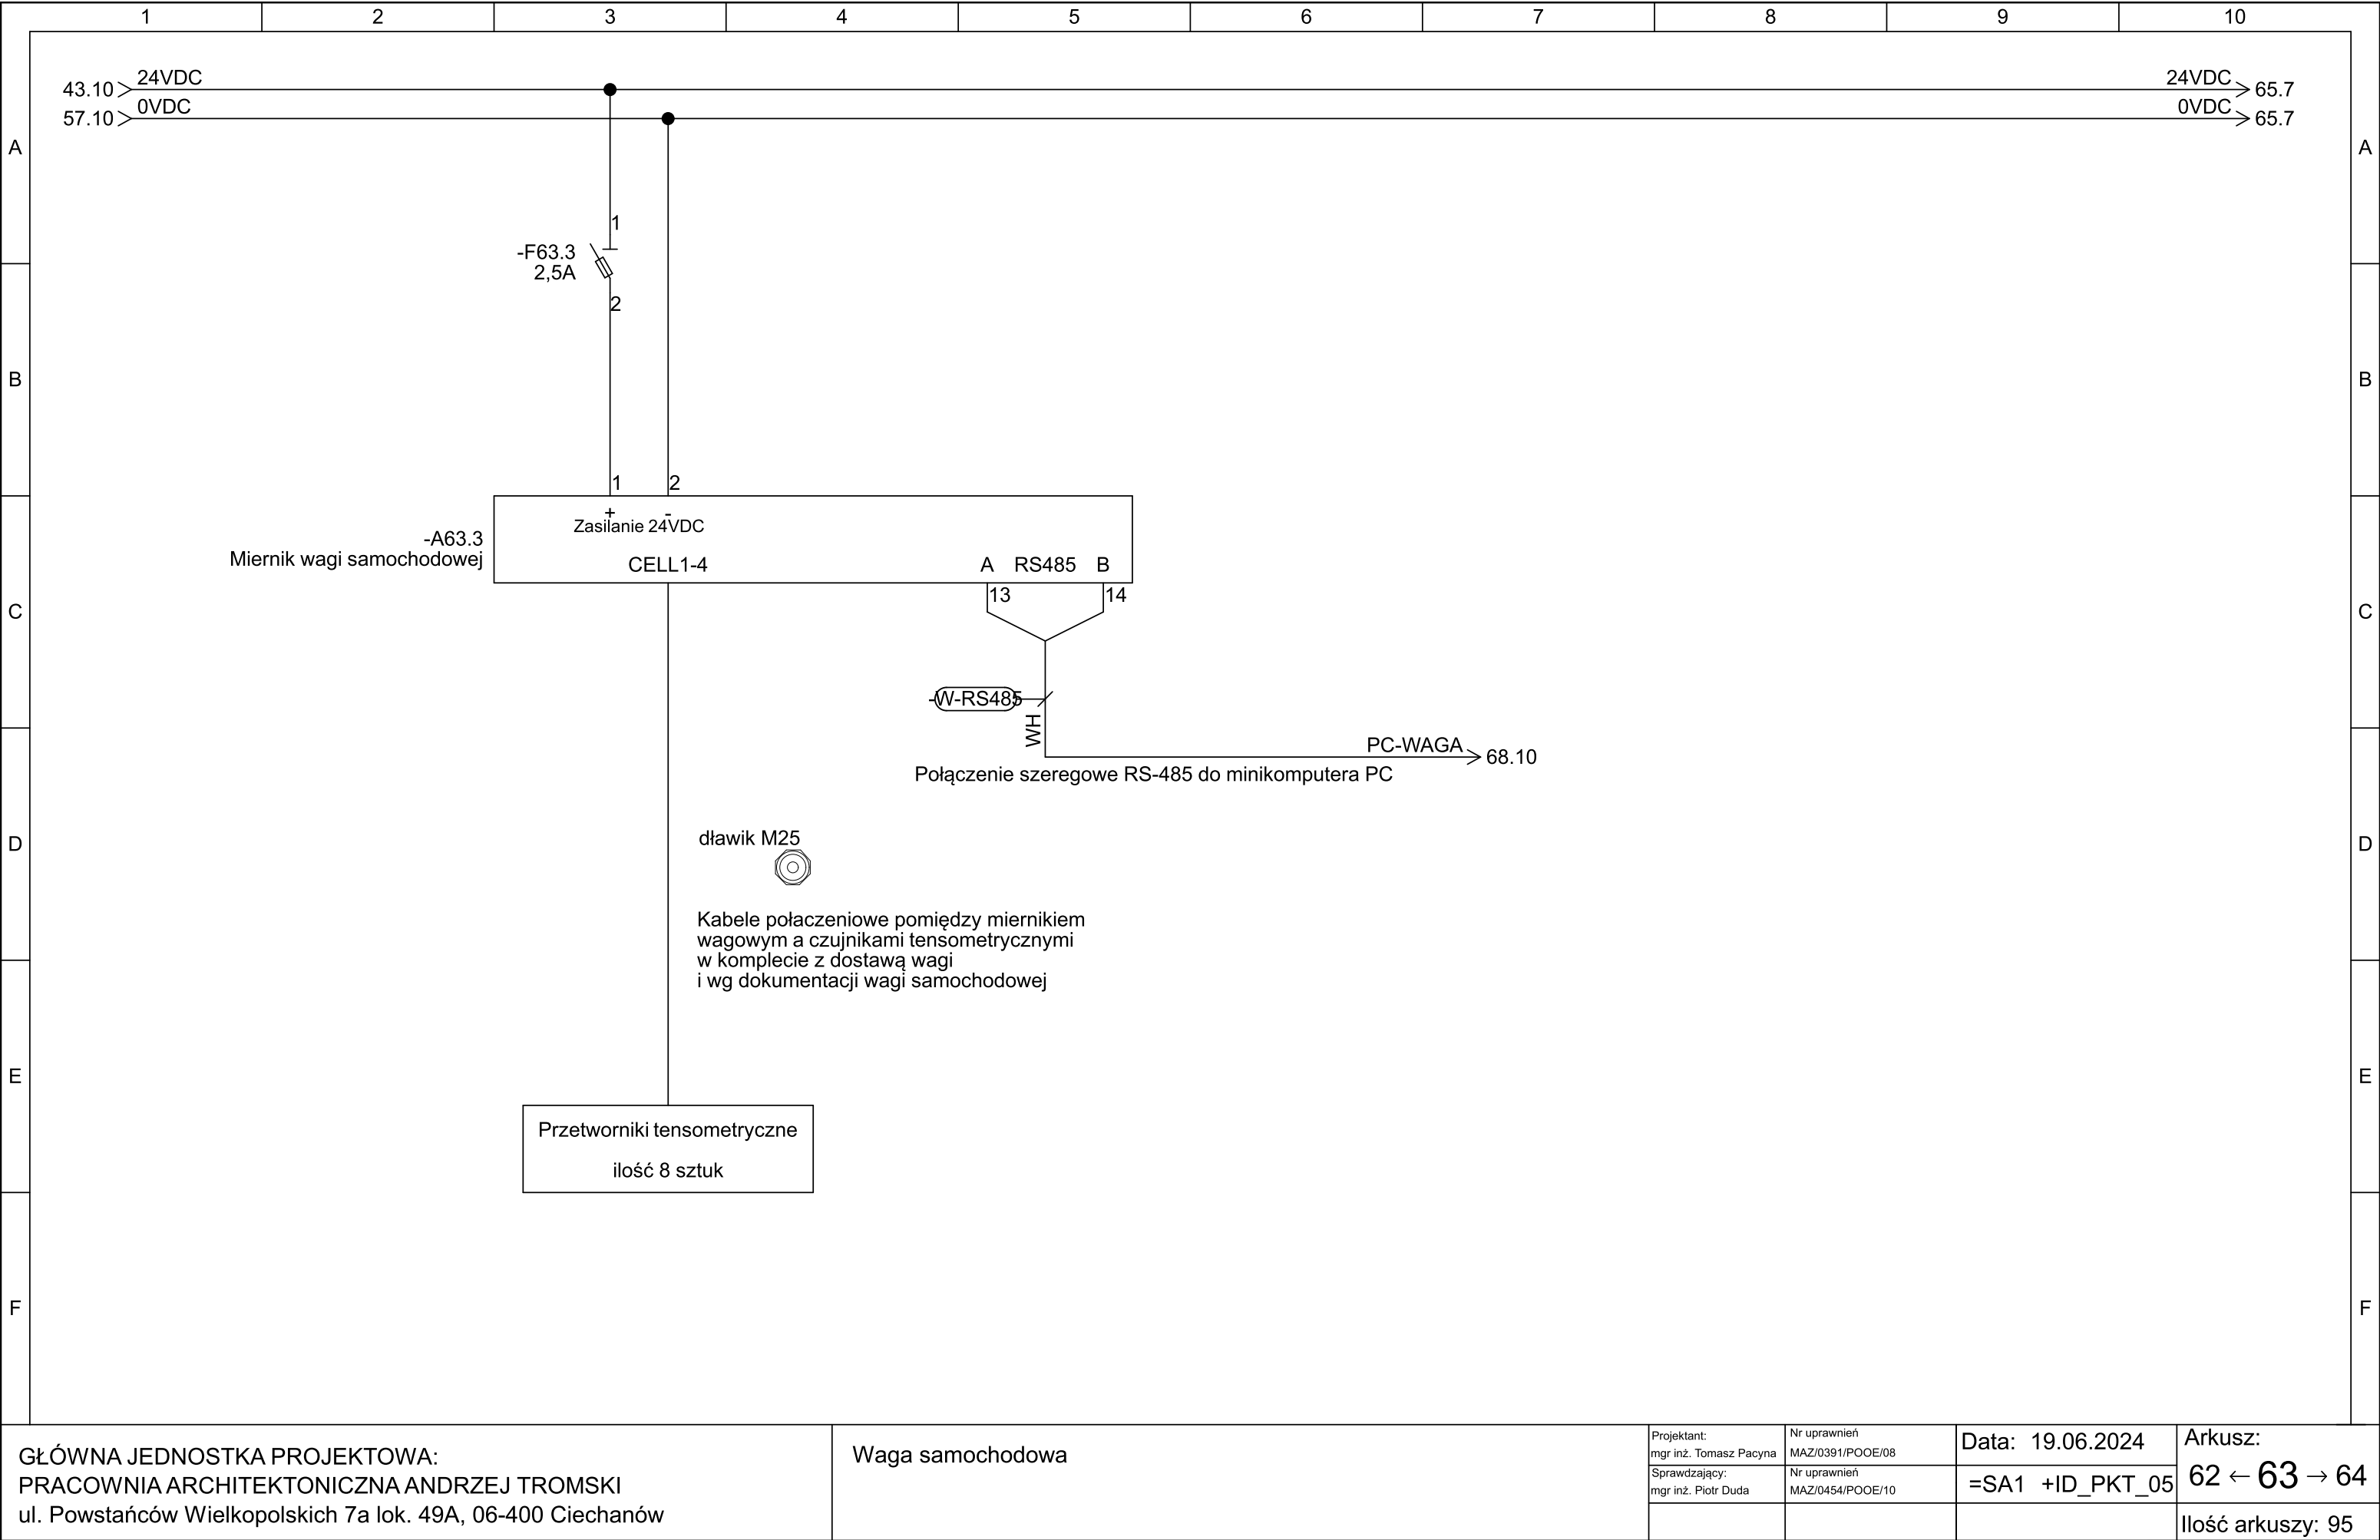 1 2 3 4 5 6 7 8 9 10
43.10 24VDC 24VDC 65.7
57.10 0VDC 0VDC 65.7
A A
1
-F63.3
2,5A
2
B B
1 2
+ -
Zasilanie 24VDC
-A63.3
Miernik wagi samochodowej
CELL1-4 A RS485 B
13 14
C C
-W-RS485
WH
PC-WAGA 68.10
Połączenie szeregowe RS-485 do minikomputera PC
dławik M25
D D
Kabele połaczeniowe pomiędzy miernikiem
wagowym a czujnikami tensometrycznymi
w komplecie z dostawą wagi
i wg dokumentacji wagi samochodowej
E E
Przetworniki tensometryczne
ilość 8 sztuk
F F
GŁÓWNA JEDNOSTKA PROJEKTOWA:
PRACOWNIA ARCHITEKTONICZNA ANDRZEJ TROMSKI
ul. Powstańców Wielkopolskich 7a lok. 49A, 06-400 Ciechanów
Waga samochodowa
Projektant: Nr uprawnień
mgr inż. Tomasz Pacyna MAZ/0391/POOE/08
Sprawdzający: Nr uprawnień
mgr inż. Piotr Duda MAZ/0454/POOE/10
Data: 19.06.2024
=SA1 +ID_PKT_05
Arkusz:
62 ← 63 → 64
Ilość arkuszy: 95